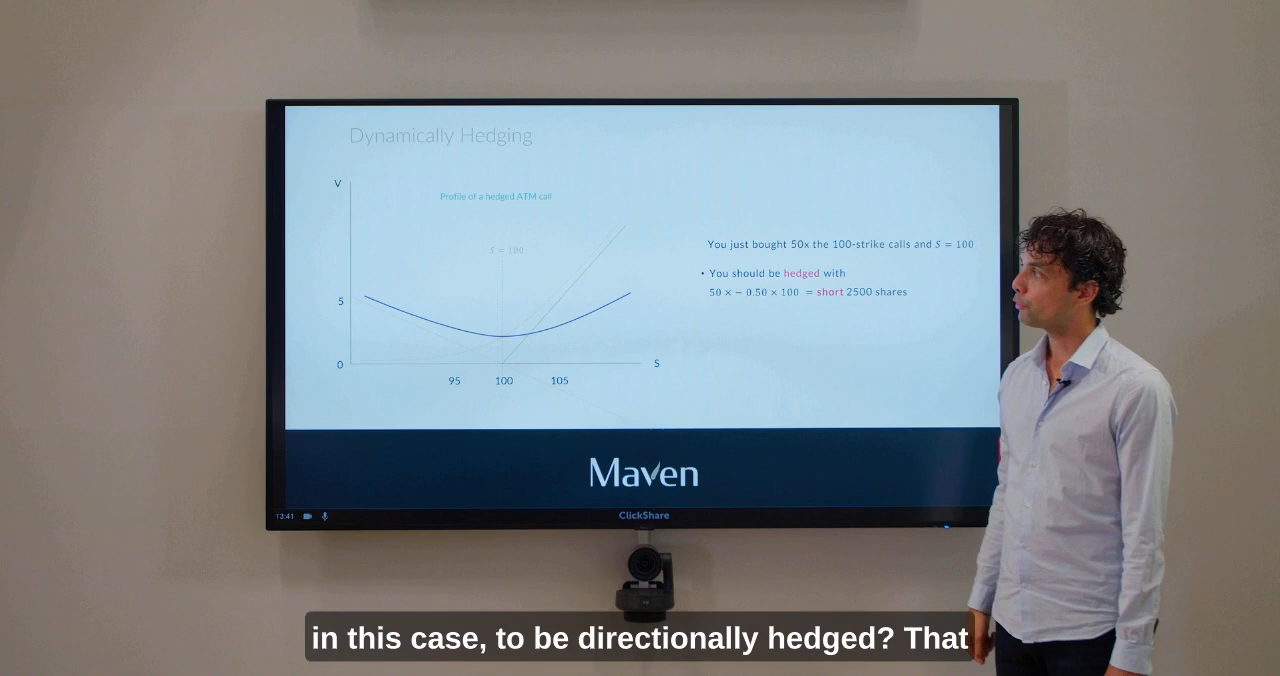 Dynamically Hedging
V
Profile of a hedged ATM call
S = 100
5
0
S
95 100 105
You just bought 50x the 100-strike calls and S = 100
• You should be hedged with
50 × − 0.50 × 100 = short 2500 shares
Maven
13:41
ClickShare
in this case, to be directionally hedged? That